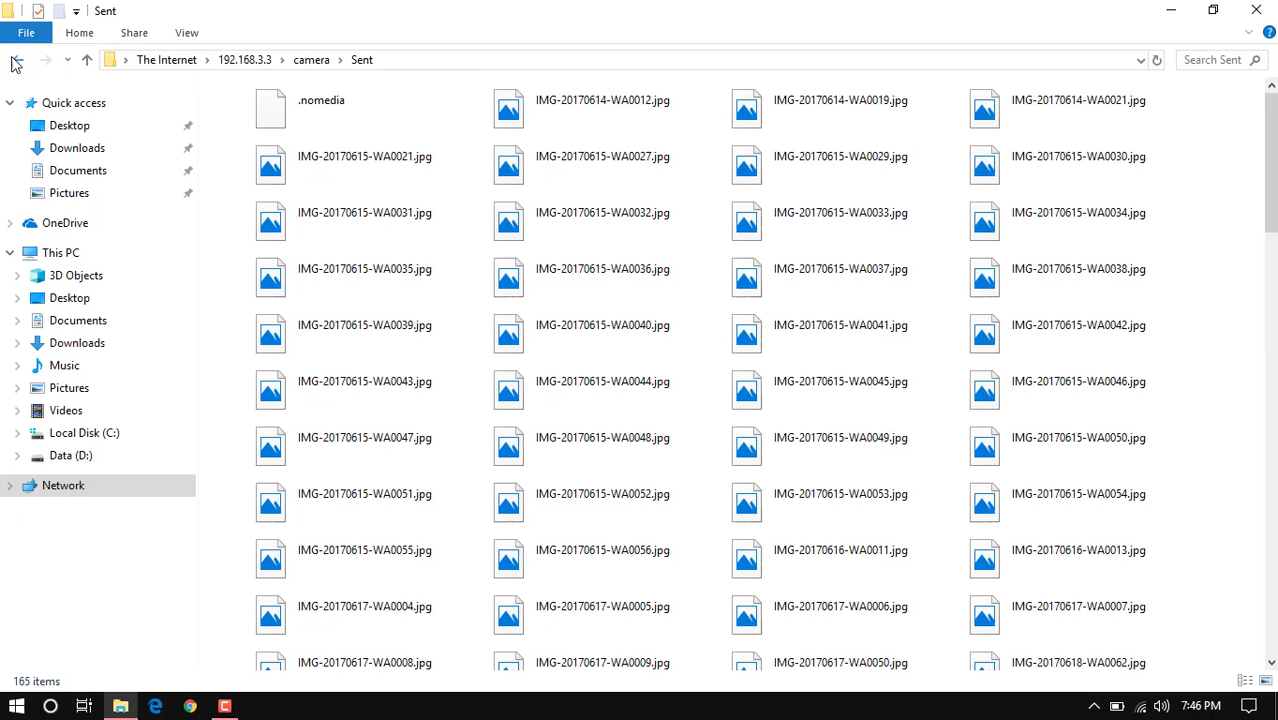 Sent
File Home Share View
The Internet 192.168.3.3 camera Sent
Search Sent
Quick access
Desktop
Downloads
Documents
Pictures
OneDrive
This PC
3D Objects
Desktop
Documents
Downloads
Music
Pictures
Videos
Local Disk (C:)
Data (D:)
Network
.nomedia IMG-20170614-WA0012.jpg IMG-20170614-WA0019.jpg IMG-20170614-WA0021.jpg
IMG-20170615-WA0021.jpg IMG-20170615-WA0027.jpg IMG-20170615-WA0029.jpg IMG-20170615-WA0030.jpg
IMG-20170615-WA0031.jpg IMG-20170615-WA0032.jpg IMG-20170615-WA0033.jpg IMG-20170615-WA0034.jpg
IMG-20170615-WA0035.jpg IMG-20170615-WA0036.jpg IMG-20170615-WA0037.jpg IMG-20170615-WA0038.jpg
IMG-20170615-WA0039.jpg IMG-20170615-WA0040.jpg IMG-20170615-WA0041.jpg IMG-20170615-WA0042.jpg
IMG-20170615-WA0043.jpg IMG-20170615-WA0044.jpg IMG-20170615-WA0045.jpg IMG-20170615-WA0046.jpg
IMG-20170615-WA0047.jpg IMG-20170615-WA0048.jpg IMG-20170615-WA0049.jpg IMG-20170615-WA0050.jpg
IMG-20170615-WA0051.jpg IMG-20170615-WA0052.jpg IMG-20170615-WA0053.jpg IMG-20170615-WA0054.jpg
IMG-20170615-WA0055.jpg IMG-20170615-WA0056.jpg IMG-20170616-WA0011.jpg IMG-20170616-WA0013.jpg
IMG-20170617-WA0004.jpg IMG-20170617-WA0005.jpg IMG-20170617-WA0006.jpg IMG-20170617-WA0007.jpg
IMG-20170617-WA0008.jpg IMG-20170617-WA0009.jpg IMG-20170617-WA0050.jpg IMG-20170618-WA0062.jpg
165 items
7:46 PM